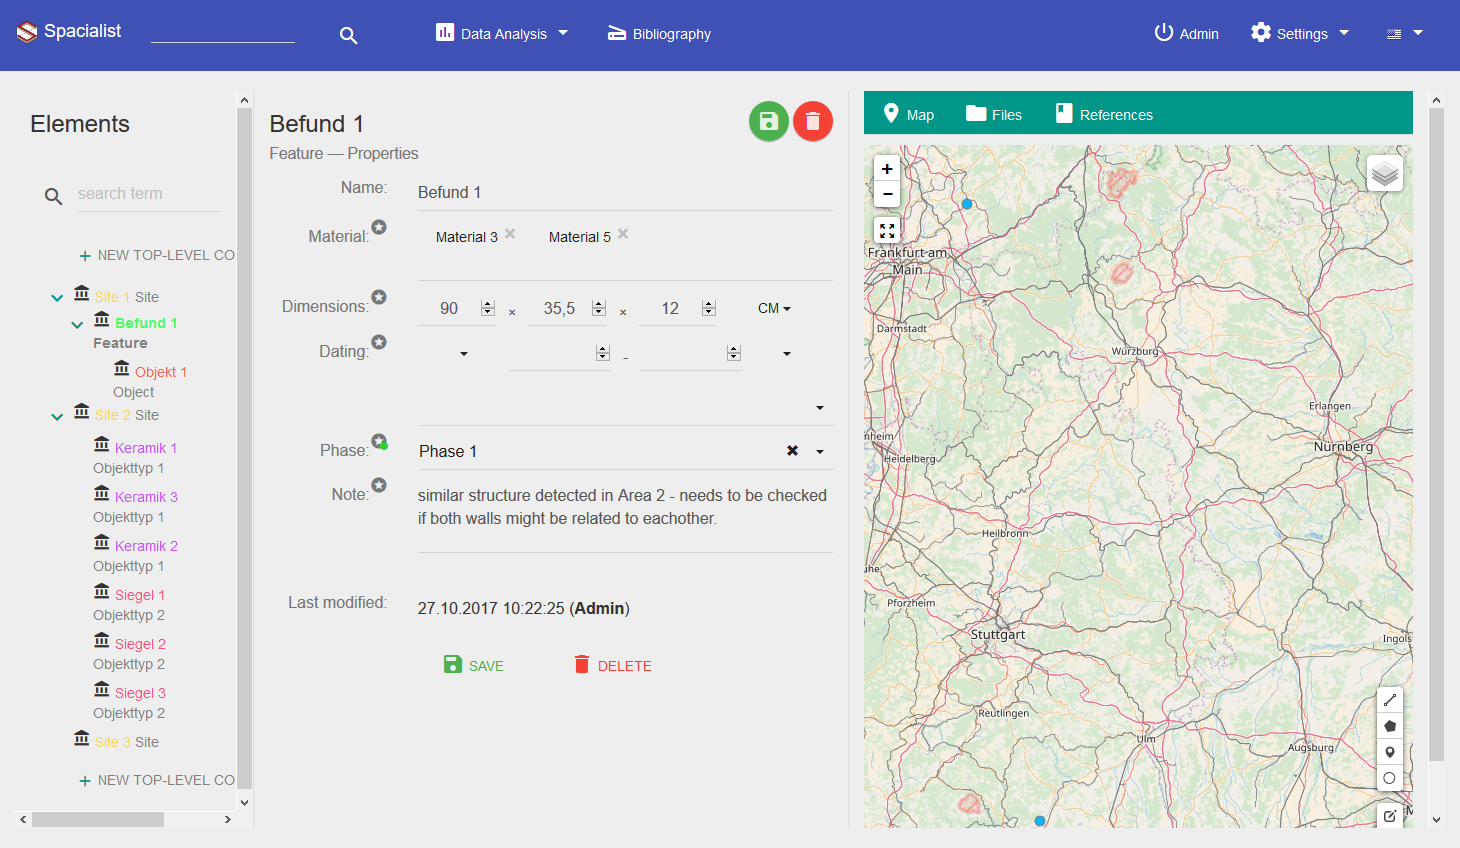 Spacialist
Data Analysis
Bibliography
Admin
Settings
Elements
search term
+ NEW TOP-LEVEL CO
Site 1 Site
Befund 1
Feature
Objekt 1
Object
Site 2 Site
Keramik 1
Objekttyp 1
Keramik 3
Objekttyp 1
Keramik 2
Objekttyp 1
Siegel 1
Objekttyp 2
Siegel 2
Objekttyp 2
Siegel 3
Objekttyp 2
Site 3 Site
+ NEW TOP-LEVEL CO
Befund 1
Feature — Properties
Name: Befund 1
Material: Material 3 × Material 5 ×
Dimensions: 90 × 35,5 × 12 CM
Dating: -
Phase: Phase 1
Note: similar structure detected in Area 2 - needs to be checked
if both walls might be related to eachother.
Last modified: 27.10.2017 10:22:25 (Admin)
SAVE DELETE
Map Files References
+
−
Frankfurt am
Main
Darmstadt
Würzburg
Erlangen
nheim
Heidelberg
Nürnberg
Heilbronn
uhe
Pforzheim
Stuttgart
Ingols
Reutlingen
Ulm
Augsburg
M